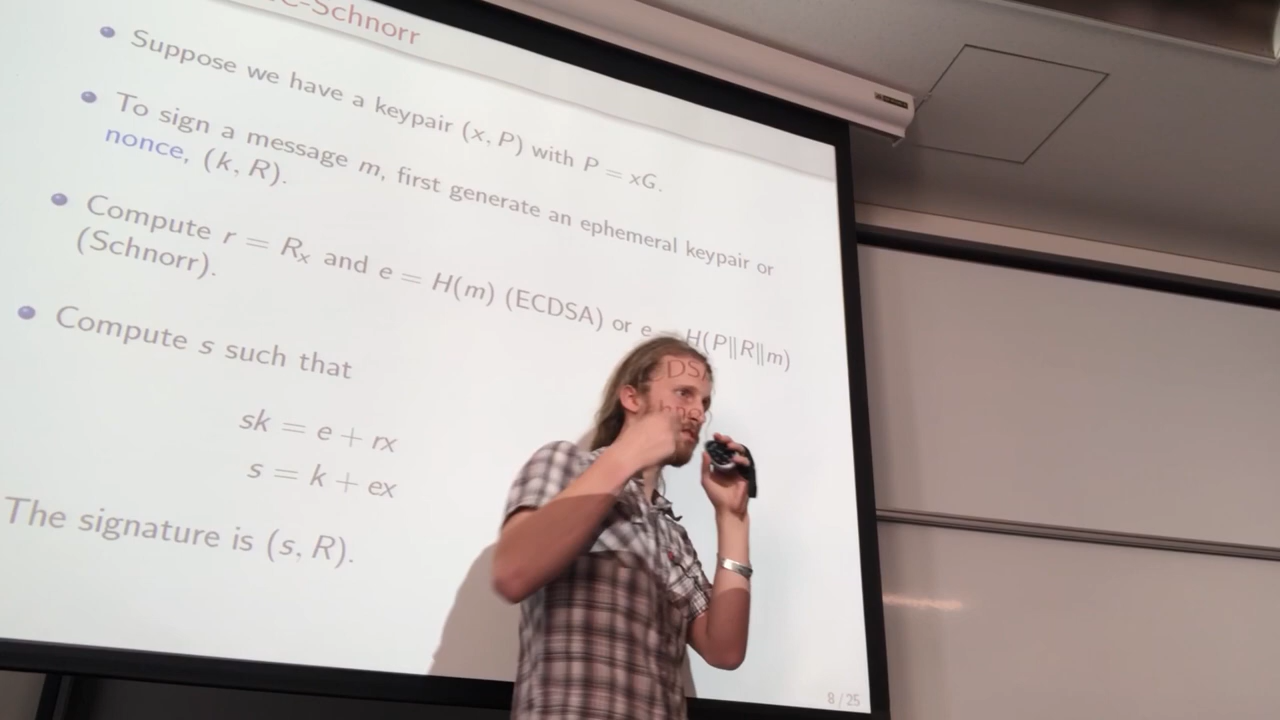 C-Schnorr
Suppose we have a keypair (x, P) with P = xG.
To sign a message m, first generate an ephemeral keypair or
nonce, (k, R).
Compute r = Rₓ and e = H(m) (ECDSA) or e = H(P||R||m)
(Schnorr).
Compute s such that
sk = e + rx
s = k + ex
The signature is (s, R).
8 / 25